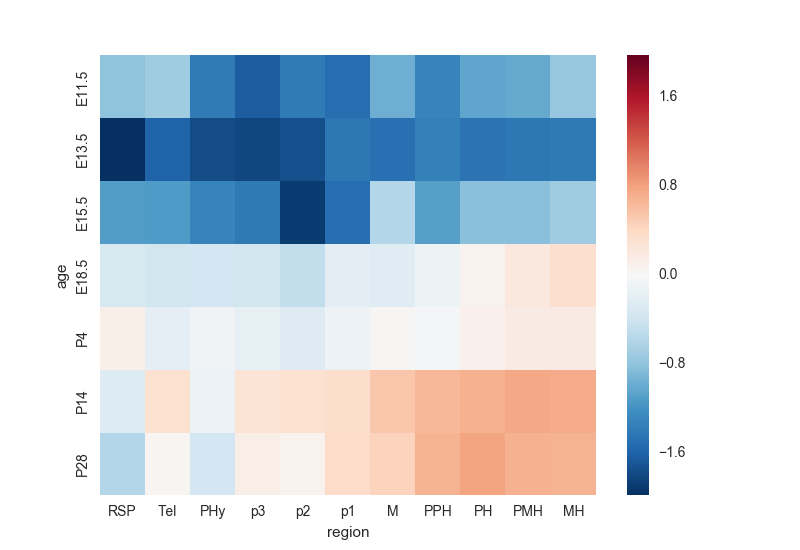 age
E11.5
E13.5
E15.5
E18.5
P4
P14
P28
RSP Tel PHy p3 p2 p1 M PPH PH PMH MH
region
1.6
0.8
0.0
−0.8
−1.6